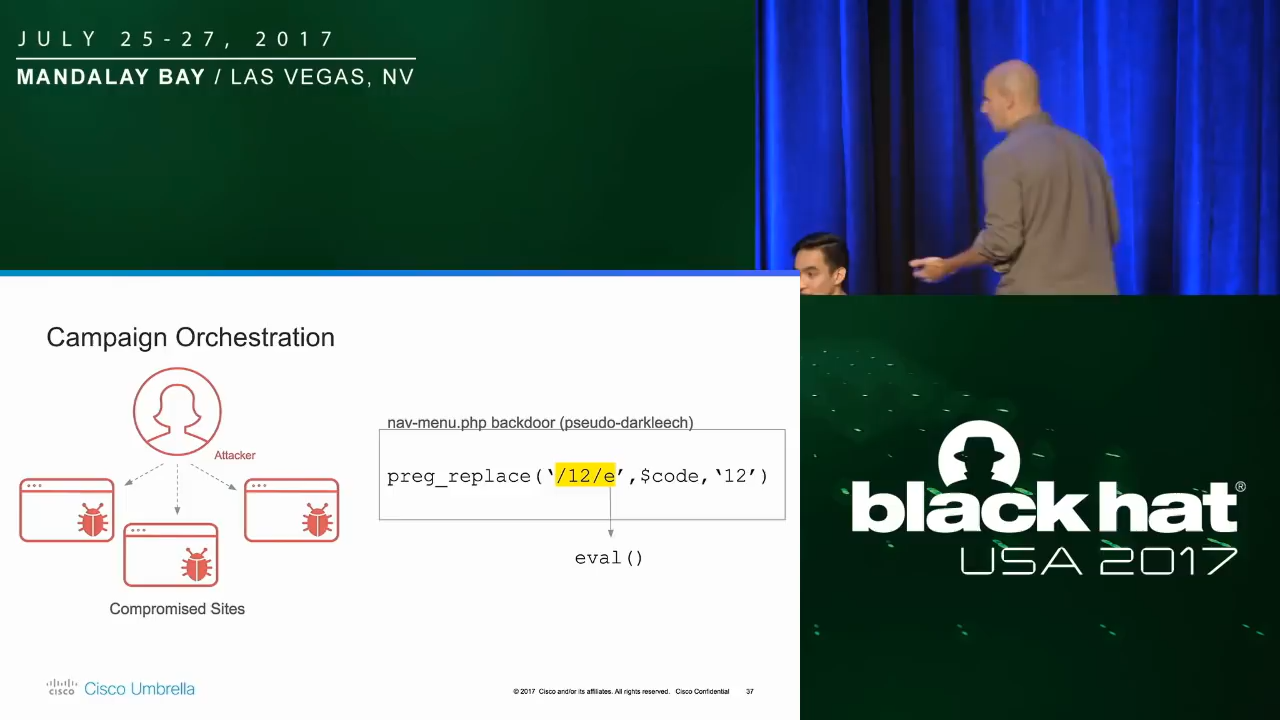 JULY 25-27, 2017
MANDALAY BAY / LAS VEGAS, NV
Campaign Orchestration
Attacker
Compromised Sites
nav-menu.php backdoor (pseudo-darkleech)
preg_replace(‘/12/e’,$code,‘12’)
eval()
cisco Cisco Umbrella
© 2017 Cisco and/or its affiliates. All rights reserved. Cisco Confidential 37
black hat®
USA 2017